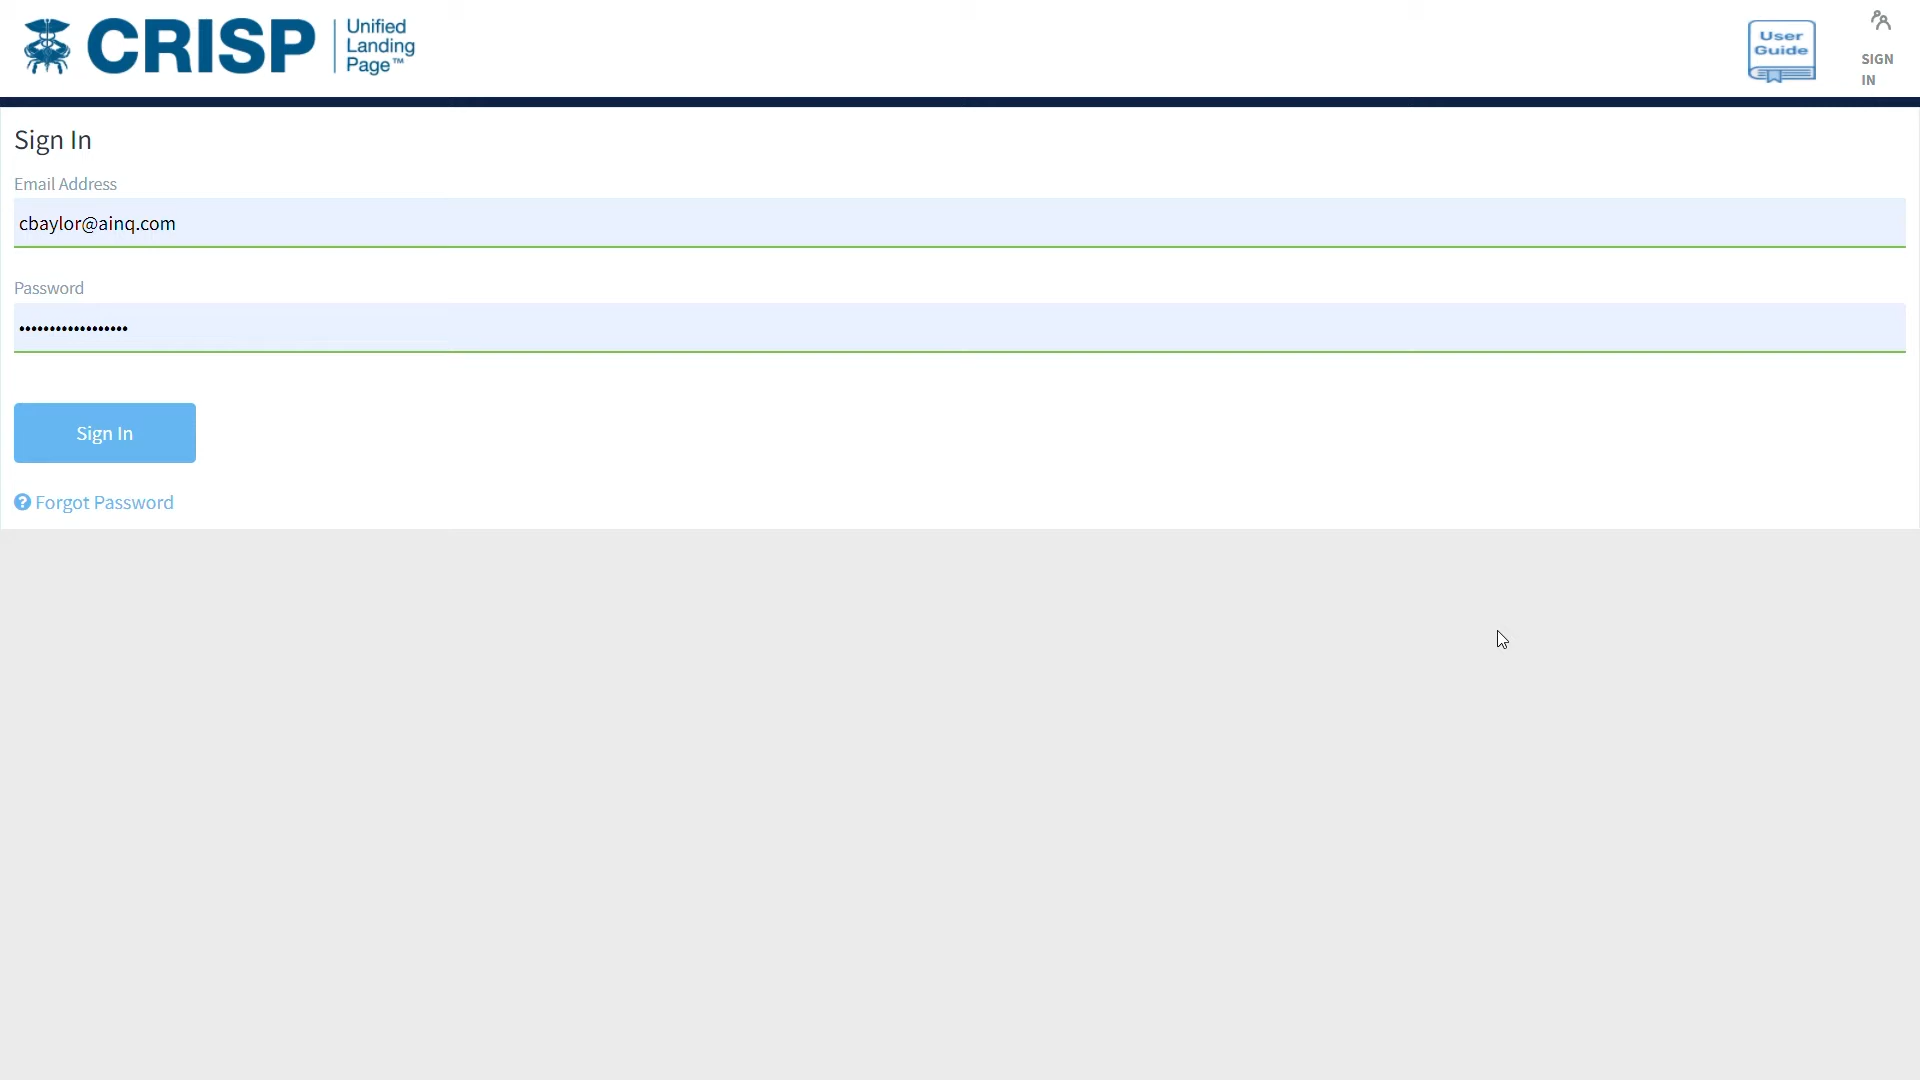 CRISP
Unified
Landing
Page™
User
Guide
SIGN
IN
Sign In
Email Address
cbaylor@ainq.com
Password
••••••••••••••••••
Sign In
Forgot Password